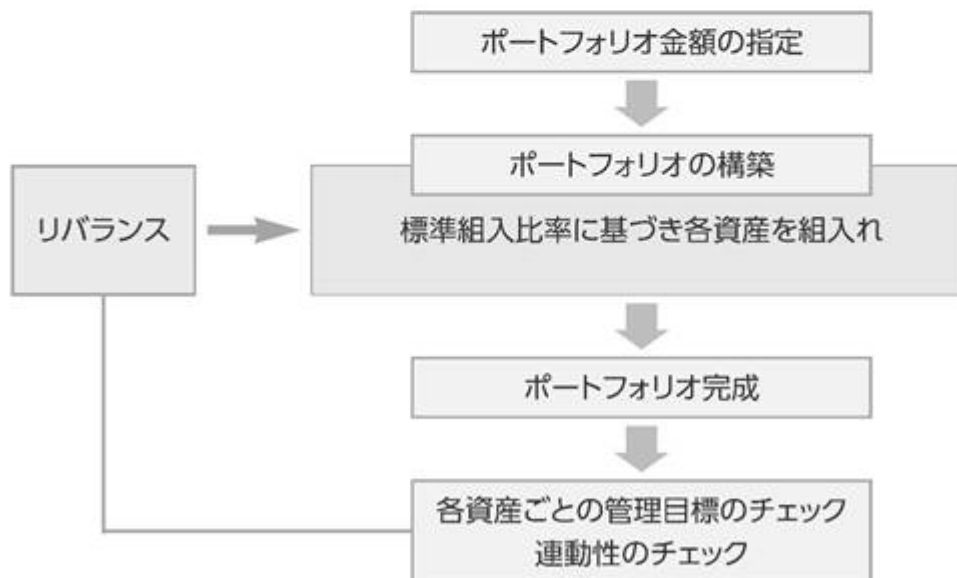 ポートフォリオ金額の指定
ポートフォリオの構築
リバランス
標準組入比率に基づき各資産を組入れ
ポートフォリオ完成
各資産ごとの管理目標のチェック
連動性のチェック